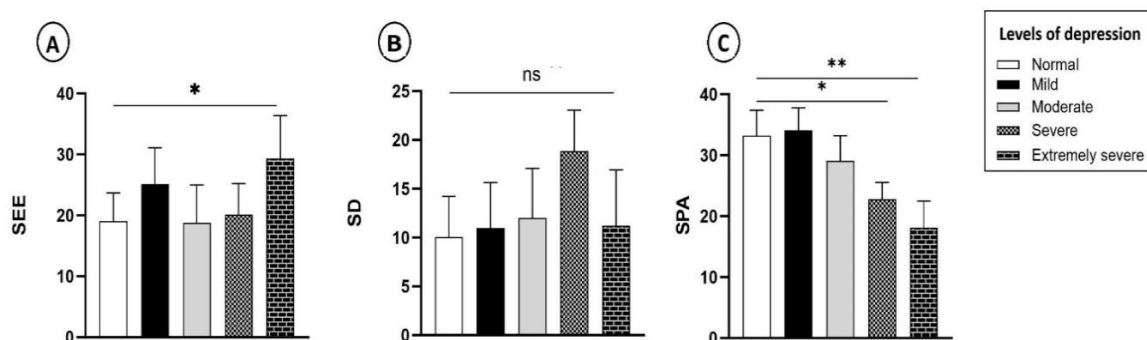 A
SEE
40
30
20
10
0
*
B
SD
25
20
15
10
5
0
ns
C
SPA
40
30
20
10
0
**
*
Levels of depression
Normal
Mild
Moderate
Severe
Extremely severe